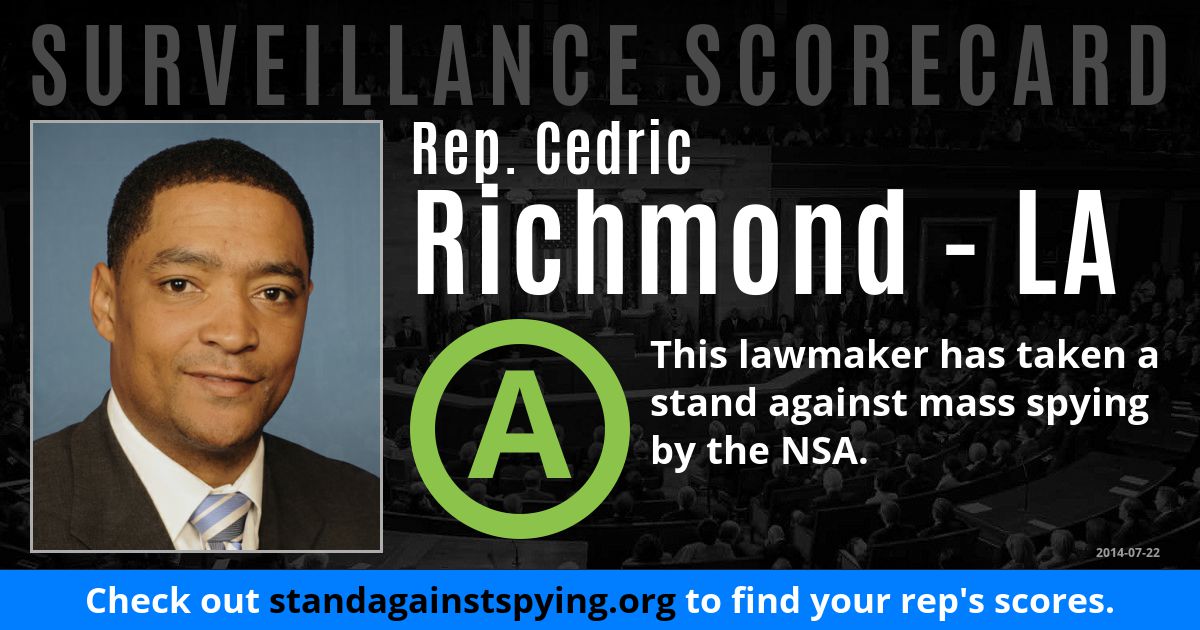 SURVEILLANCE SCORECARD
Rep. Cedric
Richmond - LA
A
This lawmaker has taken a
stand against mass spying
by the NSA.
2014-07-22
Check out standagainstspying.org to find your rep's scores.